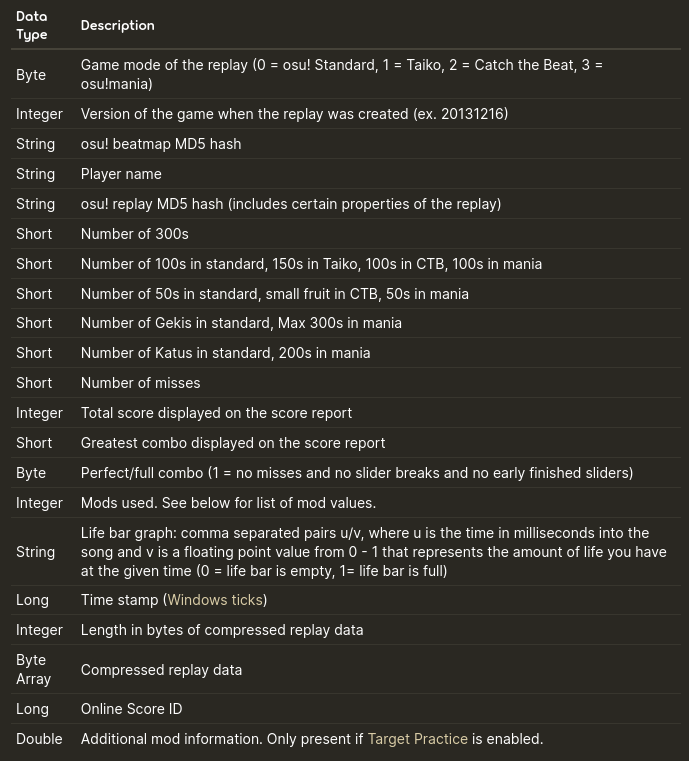 Data Type Description
Byte Game mode of the replay (0 = osu! Standard, 1 = Taiko, 2 = Catch the Beat, 3 =
osu!mania)
Integer Version of the game when the replay was created (ex. 20131216)
String osu! beatmap MD5 hash
String Player name
String osu! replay MD5 hash (includes certain properties of the replay)
Short Number of 300s
Short Number of 100s in standard, 150s in Taiko, 100s in CTB, 100s in mania
Short Number of 50s in standard, small fruit in CTB, 50s in mania
Short Number of Gekis in standard, Max 300s in mania
Short Number of Katus in standard, 200s in mania
Short Number of misses
Integer Total score displayed on the score report
Short Greatest combo displayed on the score report
Byte Perfect/full combo (1 = no misses and no slider breaks and no early finished sliders)
Integer Mods used. See below for list of mod values.
String Life bar graph: comma separated pairs u/v, where u is the time in milliseconds into the
song and v is a floating point value from 0 - 1 that represents the amount of life you have
at the given time (0 = life bar is empty, 1= life bar is full)
Long Time stamp (Windows ticks)
Integer Length in bytes of compressed replay data
Byte Array Compressed replay data
Long Online Score ID
Double Additional mod information. Only present if Target Practice is enabled.